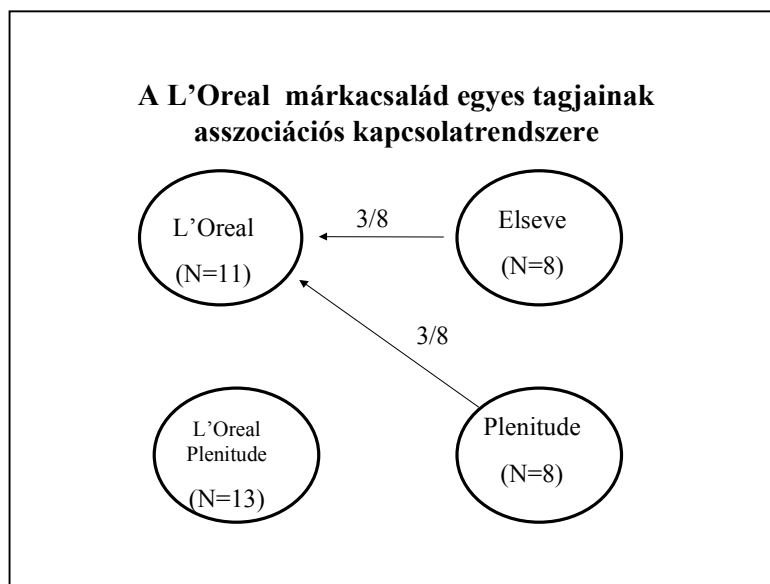 A L’Oreal márkacsalád egyes tagjainak
asszociációs kapcsolatrendszere
L’Oreal
(N=11)
3/8
Elseve
(N=8)
3/8
L’Oreal
Plenitude
(N=13)
Plenitude
(N=8)